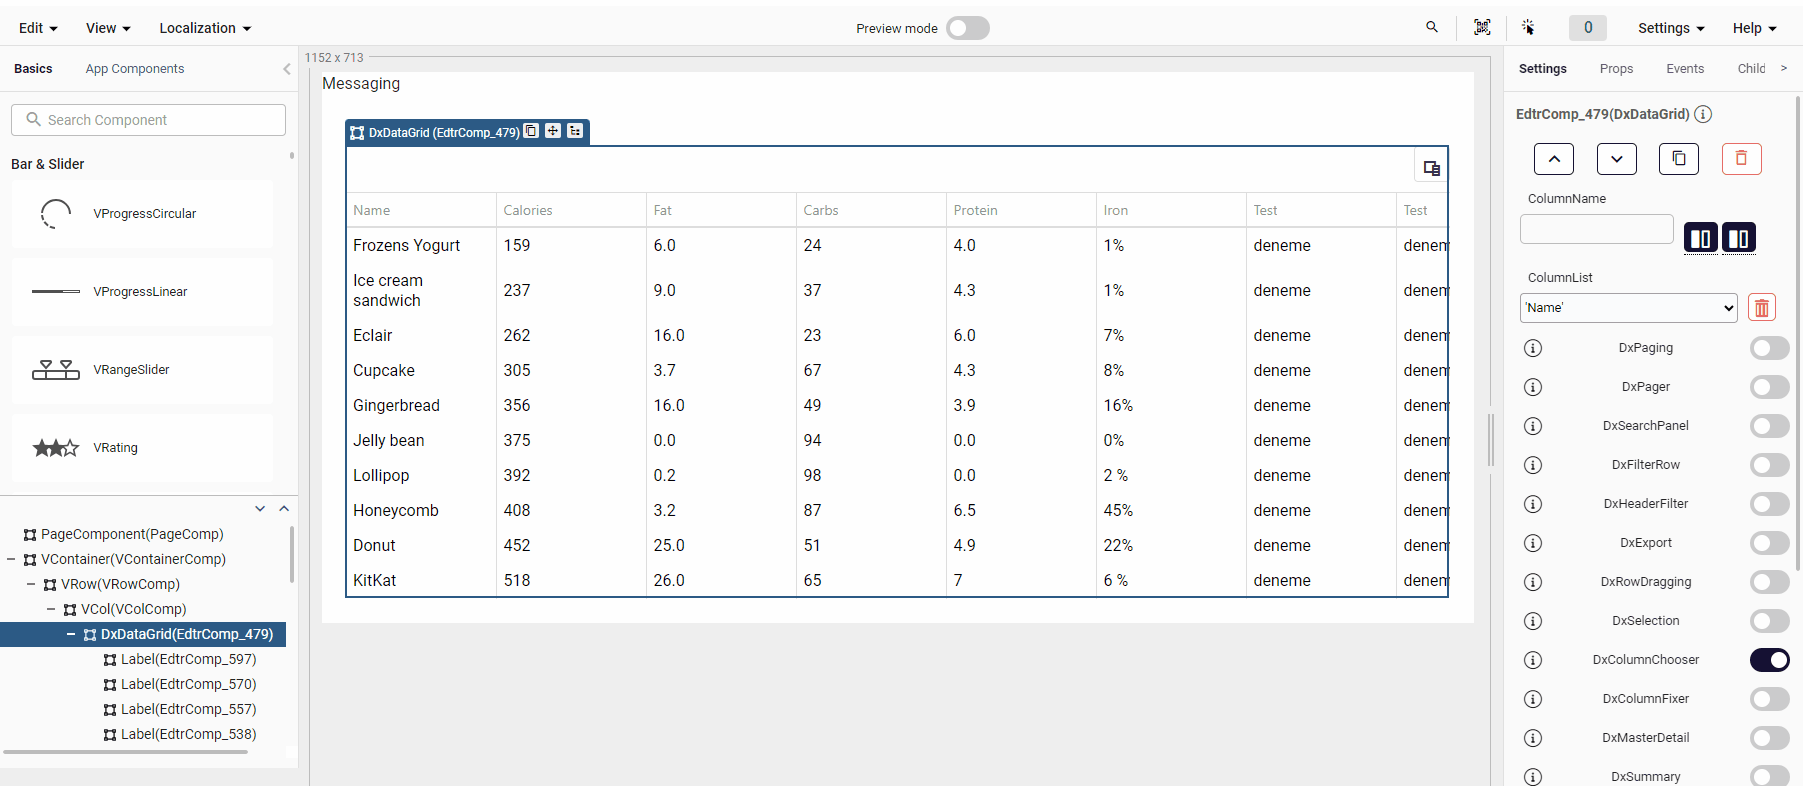 Edit View Localization Preview mode 0 Settings Help
Basics App Components
Search Component
Bar & Slider
VProgressCircular
VProgressLinear
VRangeSlider
VRating
PageComponent(PageComp)
VContainer(VContainerComp)
VRow(VRowComp)
VCol(VColComp)
DxDataGrid(EdtrComp_479)
Label(EdtrComp_597)
Label(EdtrComp_570)
Label(EdtrComp_557)
Label(EdtrComp_538)
1152 x 713
Messaging
DxDataGrid (EdtrComp_479)
Name Calories Fat Carbs Protein Iron Test Test
Frozens Yogurt 159 6.0 24 4.0 1% deneme denem
Ice cream
sandwich 237 9.0 37 4.3 1% deneme denem
Eclair 262 16.0 23 6.0 7% deneme denem
Cupcake 305 3.7 67 4.3 8% deneme denem
Gingerbread 356 16.0 49 3.9 16% deneme denem
Jelly bean 375 0.0 94 0.0 0% deneme denem
Lollipop 392 0.2 98 0.0 2 % deneme denem
Honeycomb 408 3.2 87 6.5 45% deneme denem
Donut 452 25.0 51 4.9 22% deneme denem
KitKat 518 26.0 65 7 6 % deneme denem
Settings Props Events Child >
EdtrComp_479(DxDataGrid)
ColumnName
ColumnList
'Name'
DxPaging
DxPager
DxSearchPanel
DxFilterRow
DxHeaderFilter
DxExport
DxRowDragging
DxSelection
DxColumnChooser
DxColumnFixer
DxMasterDetail
DxSummary